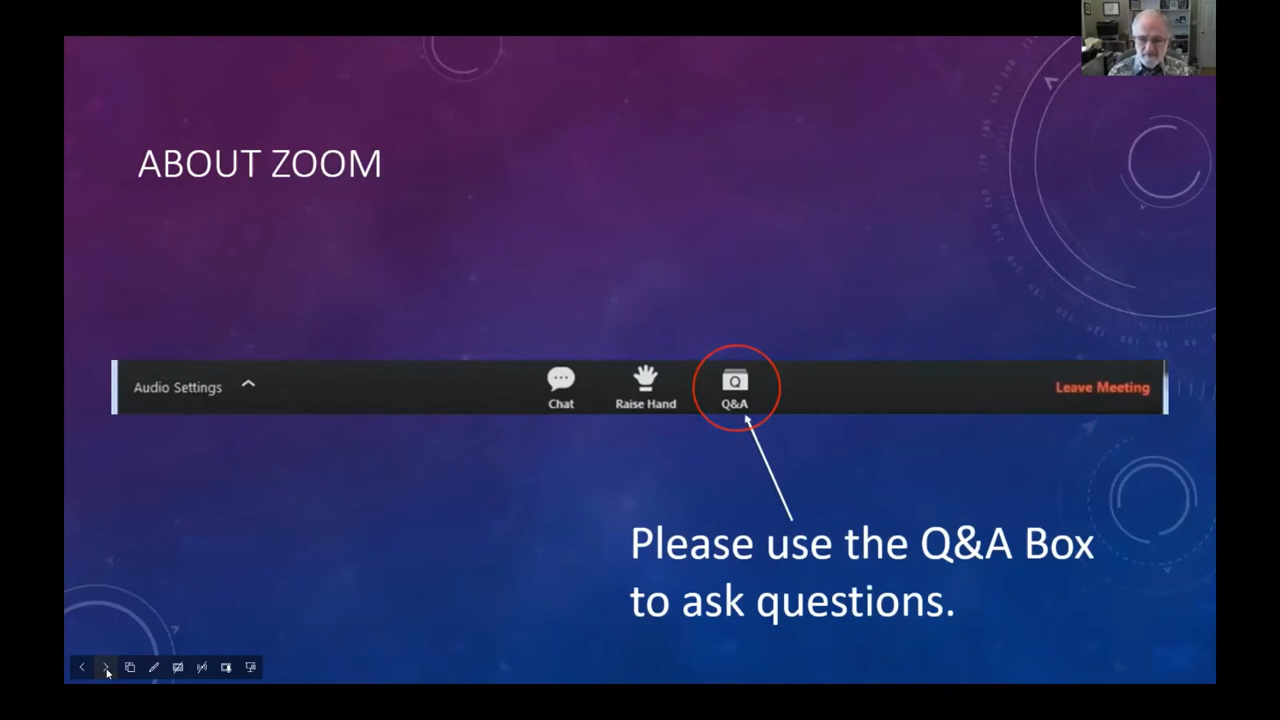 ABOUT ZOOM
Audio Settings
Chat
Raise Hand
Q
Q&A
Leave Meeting
Please use the Q&A Box
to ask questions.